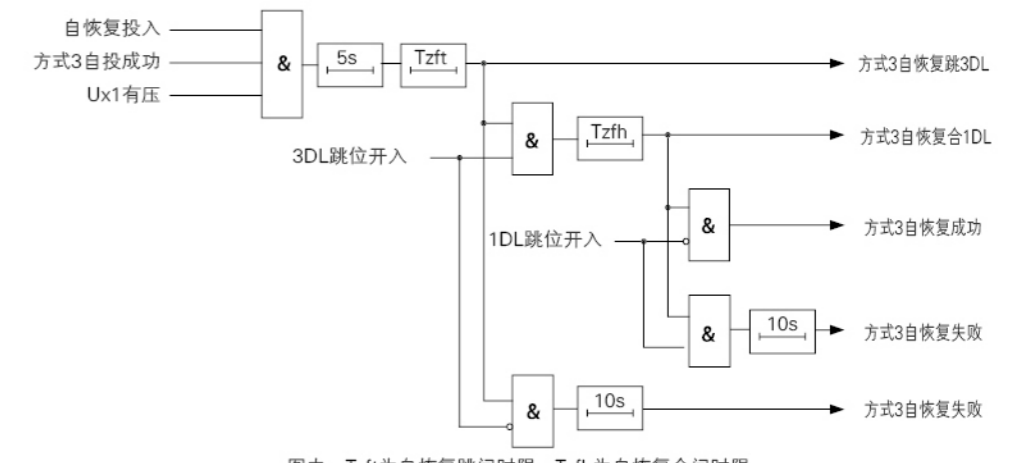 自恢复投入
方式3自投成功
Ux1有压
&
5s
Tzft
方式3自恢复跳3DL
3DL跳位开入
&
Tzfh
方式3自恢复合1DL
1DL跳位开入
&
方式3自恢复成功
&
10s
方式3自恢复失败
&
10s
方式3自恢复失败